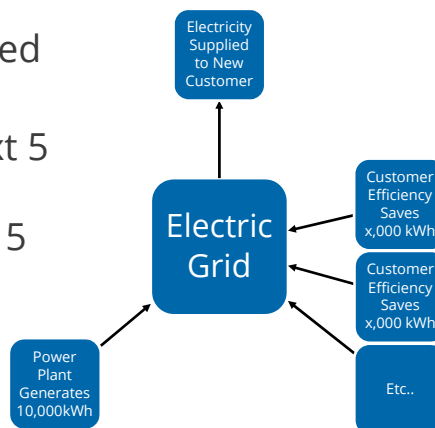 ed
xt 5
5
Electricity
Supplied
to New
Customer
Electric
Grid
Customer
Efficiency
Saves
x,000 kWh
Customer
Efficiency
Saves
x,000 kWh
Power
Plant
Generates
10,000kWh
Etc..